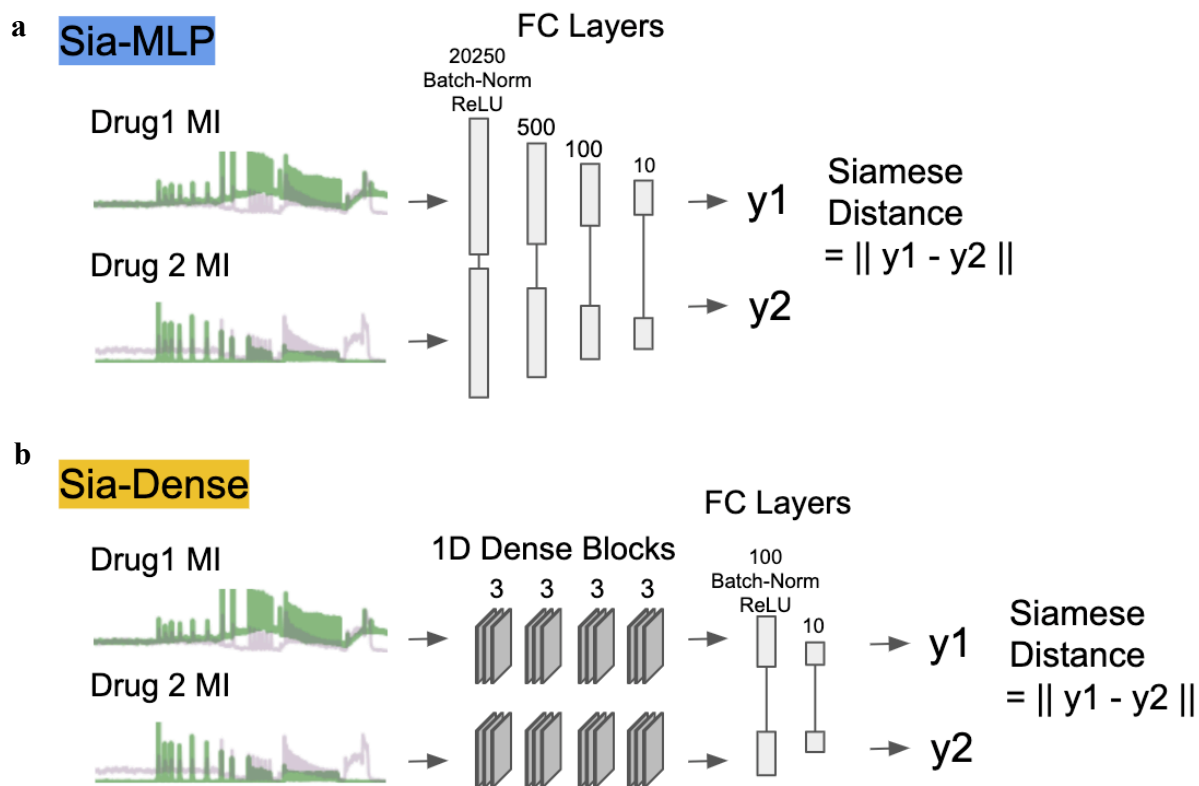 a
Sia-MLP
FC Layers
20250
Batch-Norm
ReLU
500
100
10
Drug1 MI
Drug 2 MI
y1
y2
Siamese
Distance
= || y1 - y2 ||
b
Sia-Dense
FC Layers
1D Dense Blocks
3 3 3 3
100
Batch-Norm
ReLU
10
Drug1 MI
Drug 2 MI
y1
y2
Siamese
Distance
= || y1 - y2 ||